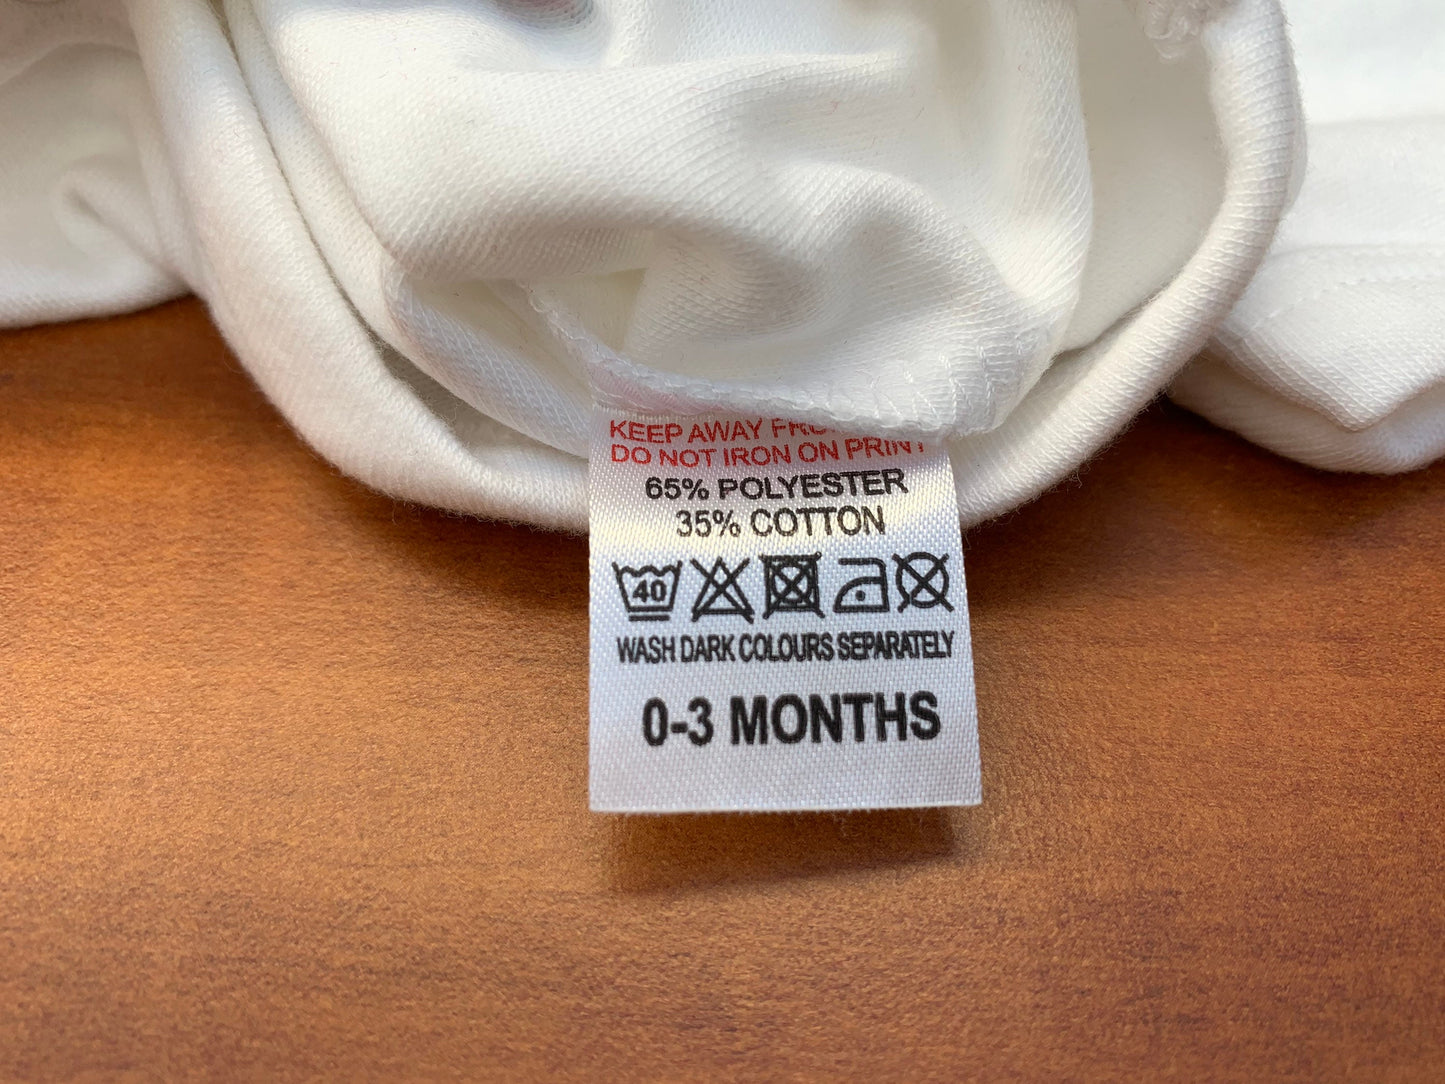 KEEP AWAY
DO NOT IRON ON PRINT
65% POLYESTER
35% COTTON
40
WASH DARK COLOURS SEPARATELY
0-3 MONTHS